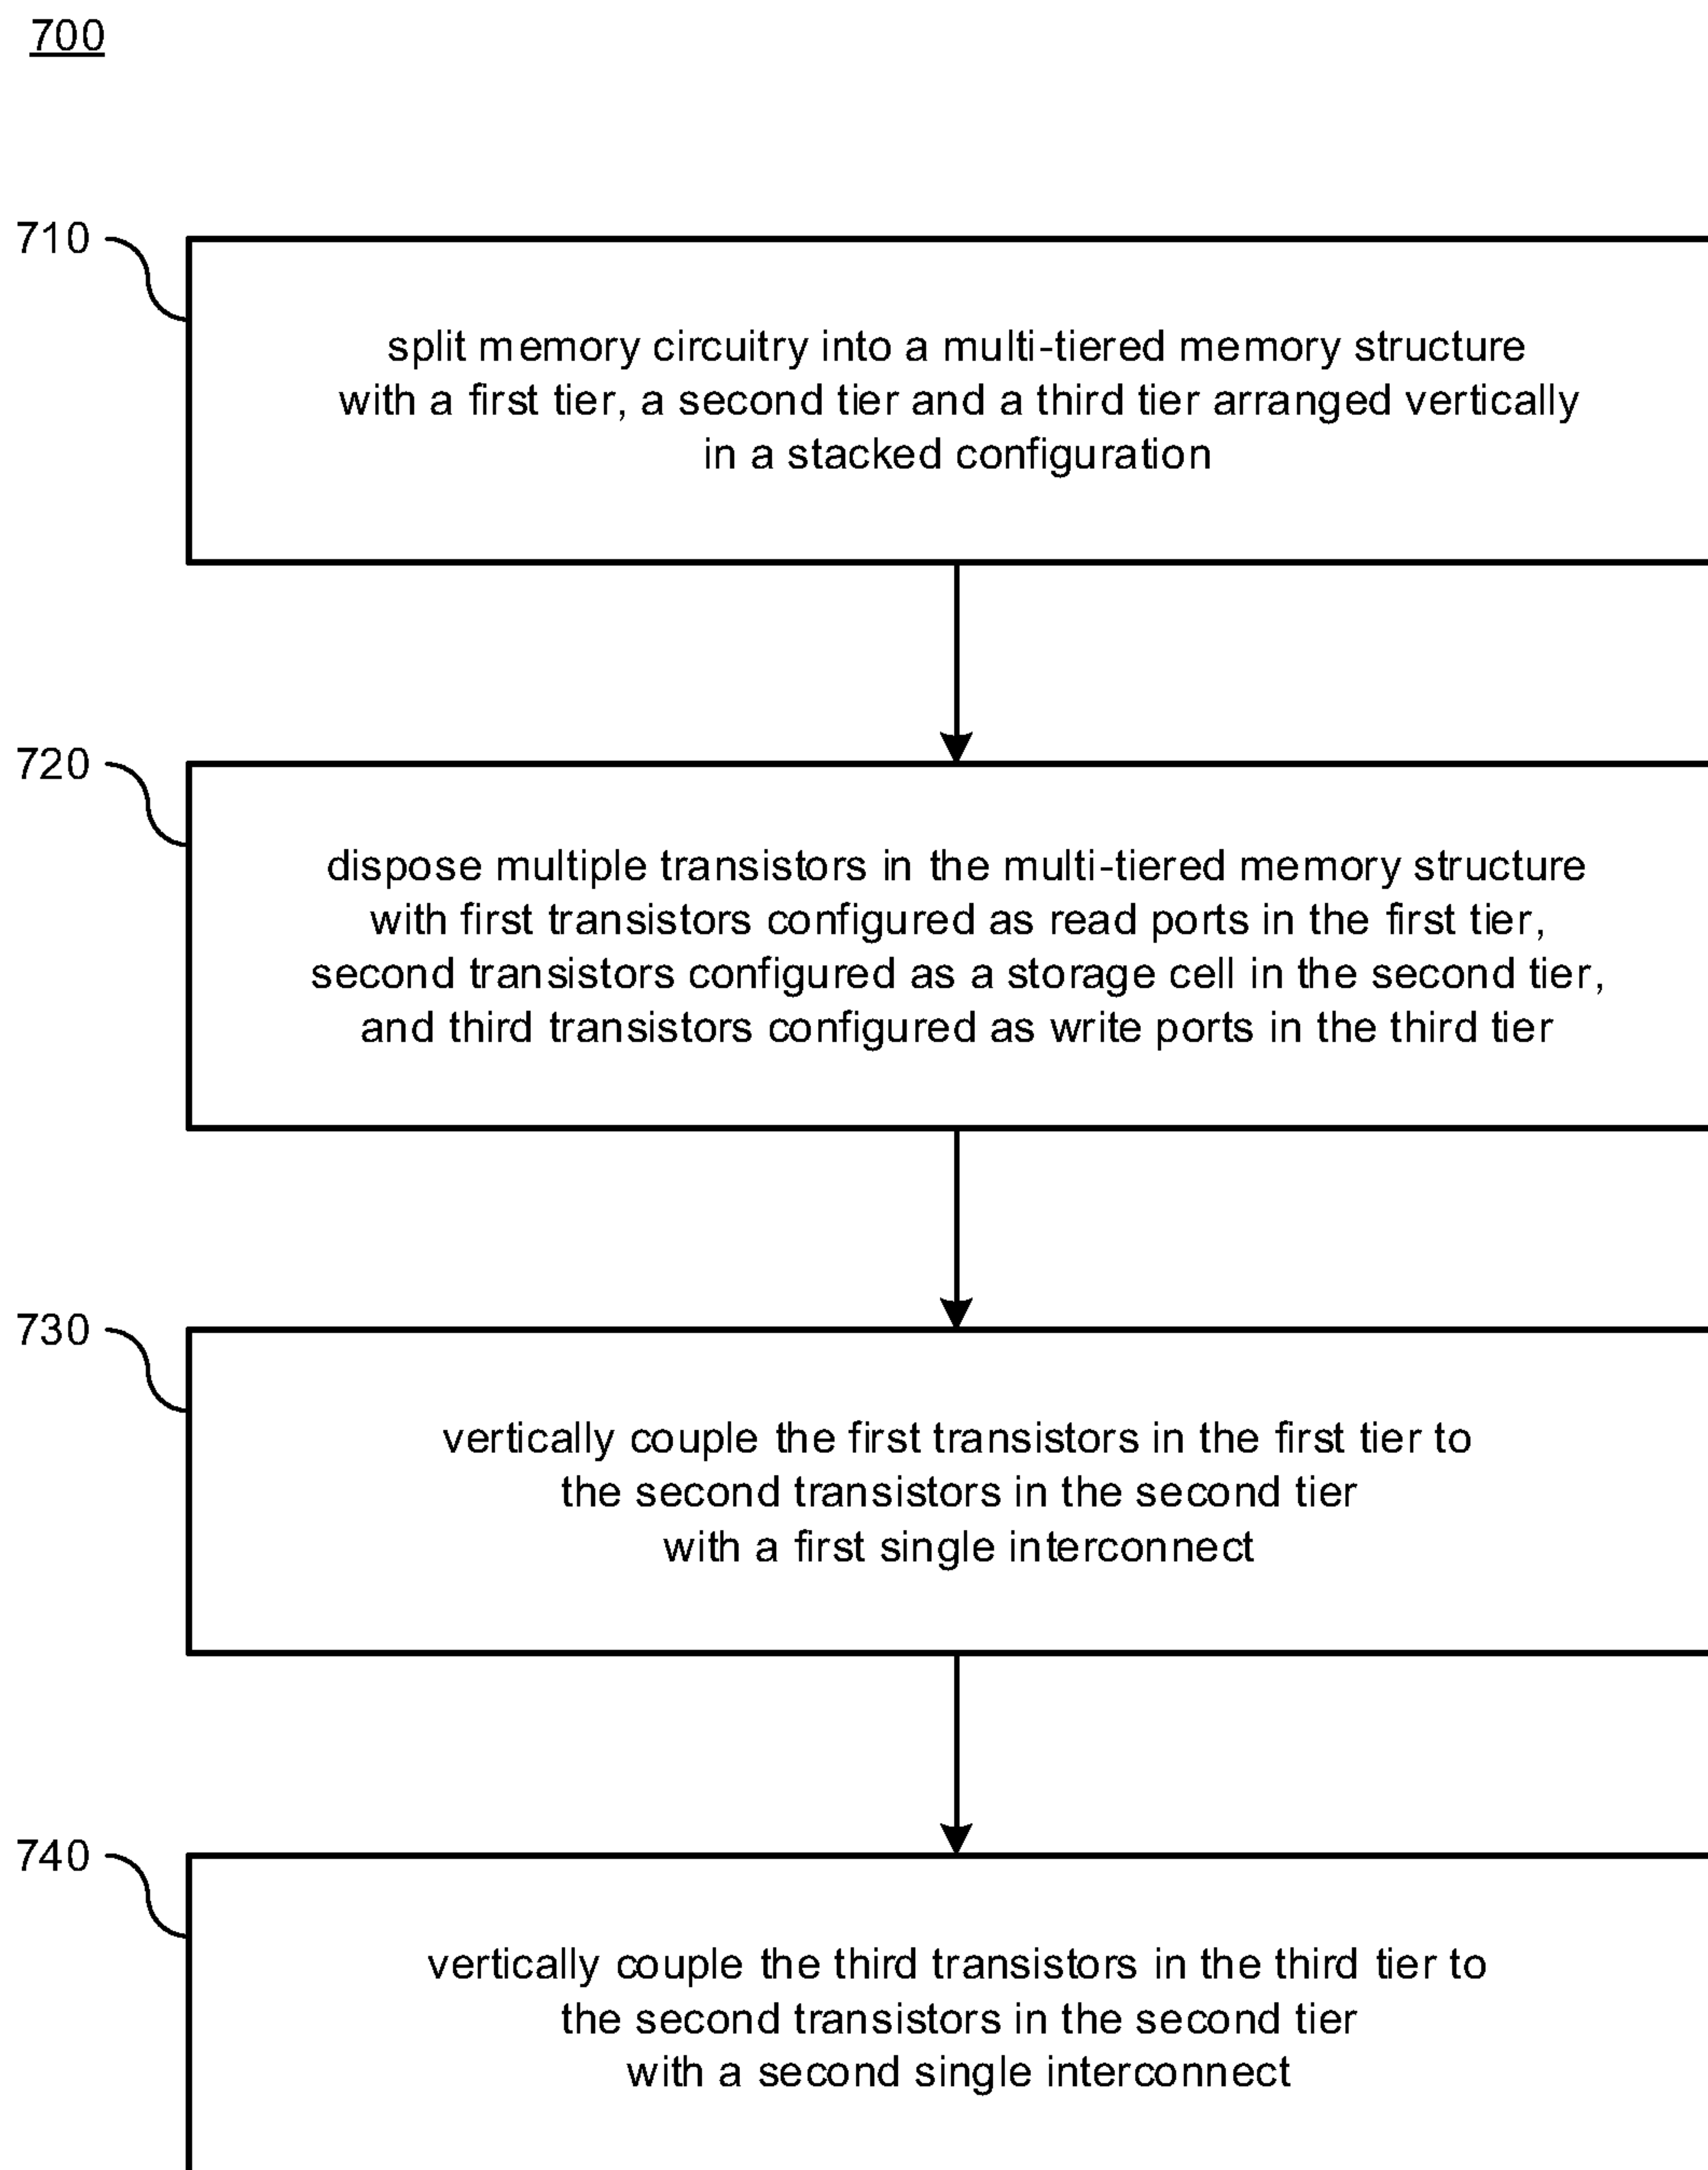 700
710
split memory circuitry into a multi-tiered memory structure
with a first tier, a second tier and a third tier arranged vertically
in a stacked configuration
720
dispose multiple transistors in the multi-tiered memory structure
with first transistors configured as read ports in the first tier,
second transistors configured as a storage cell in the second tier,
and third transistors configured as write ports in the third tier
730
vertically couple the first transistors in the first tier to
the second transistors in the second tier
with a first single interconnect
740
vertically couple the third transistors in the third tier to
the second transistors in the second tier
with a second single interconnect